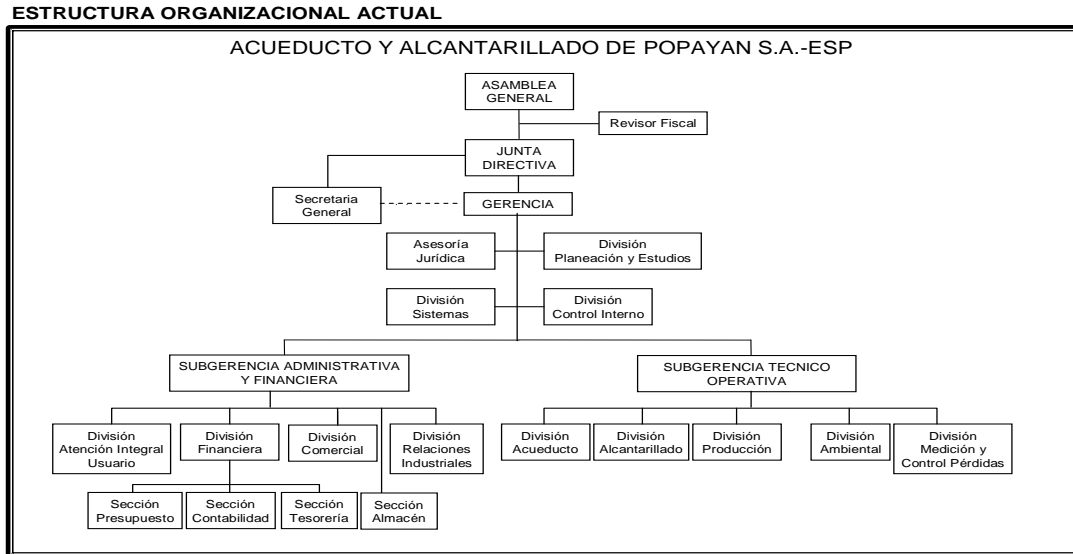 ESTRUCTURA ORGANIZACIONAL ACTUAL
ACUEDUCTO Y ALCANTARILLADO DE POPAYAN S.A.-ESP
ASAMBLEA
GENERAL
Revisor Fiscal
JUNTA
DIRECTIVA
Secretaria
General
GERENCIA
Asesoría
Jurídica
División
Planeación y Estudios
División
Sistemas
División
Control Interno
SUBGERENCIA ADMINISTRATIVA
Y FINANCIERA
SUBGERENCIA TECNICO
OPERATIVA
División
Atención Integral
Usuario
División
Financiera
División
Comercial
División
Relaciones
Industriales
División
Acueducto
División
Alcantarillado
División
Producción
División
Ambiental
División
Medición y
Control Pérdidas
Sección
Presupuesto
Sección
Contabilidad
Sección
Tesorería
Sección
Almacén